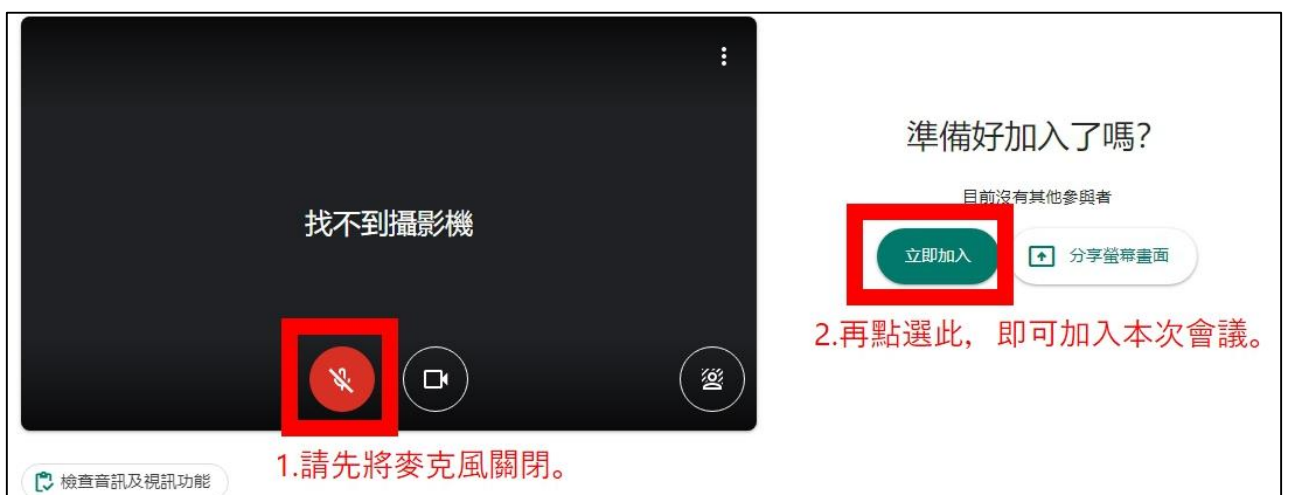 找不到攝影機
1.請先將麥克風關閉。
檢查音訊及視訊功能
準備好加入了嗎?
目前沒有其他參與者
立即加入
分享螢幕畫面
2.再點選此，即可加入本次會議。